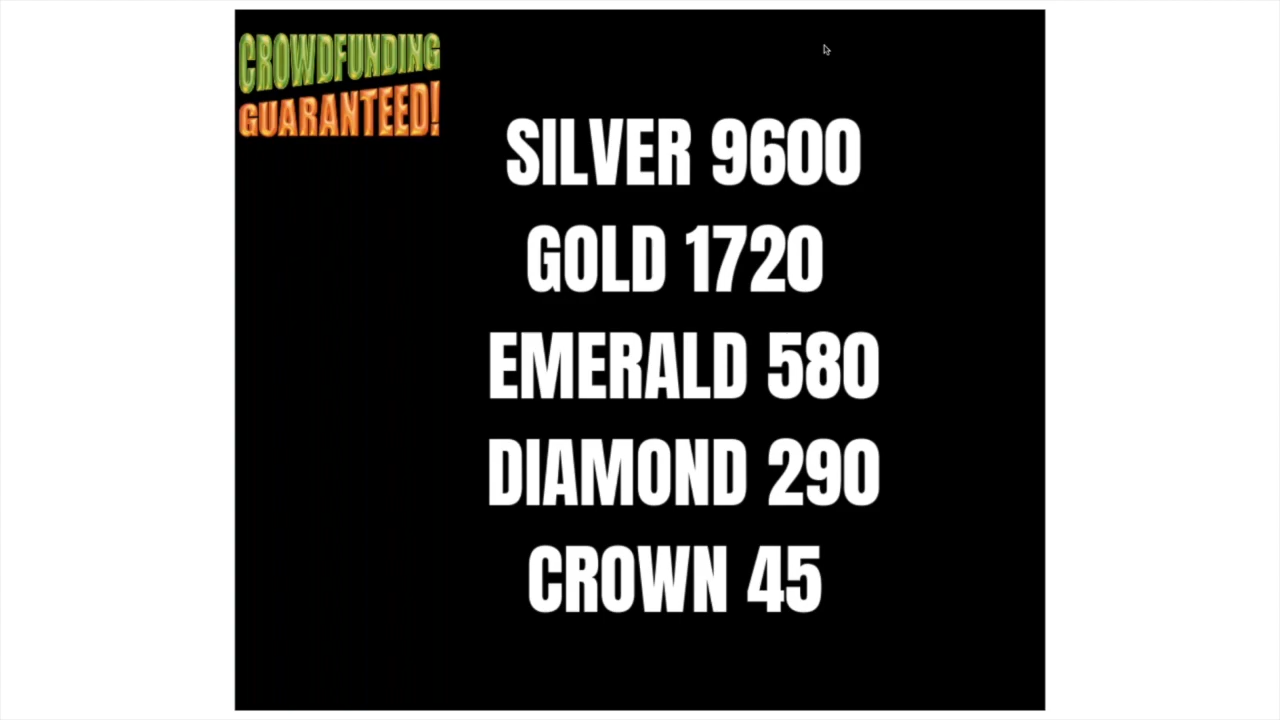 CROWDFUNDING
GUARANTEED!
SILVER 9600
GOLD 1720
EMERALD 580
DIAMOND 290
CROWN 45